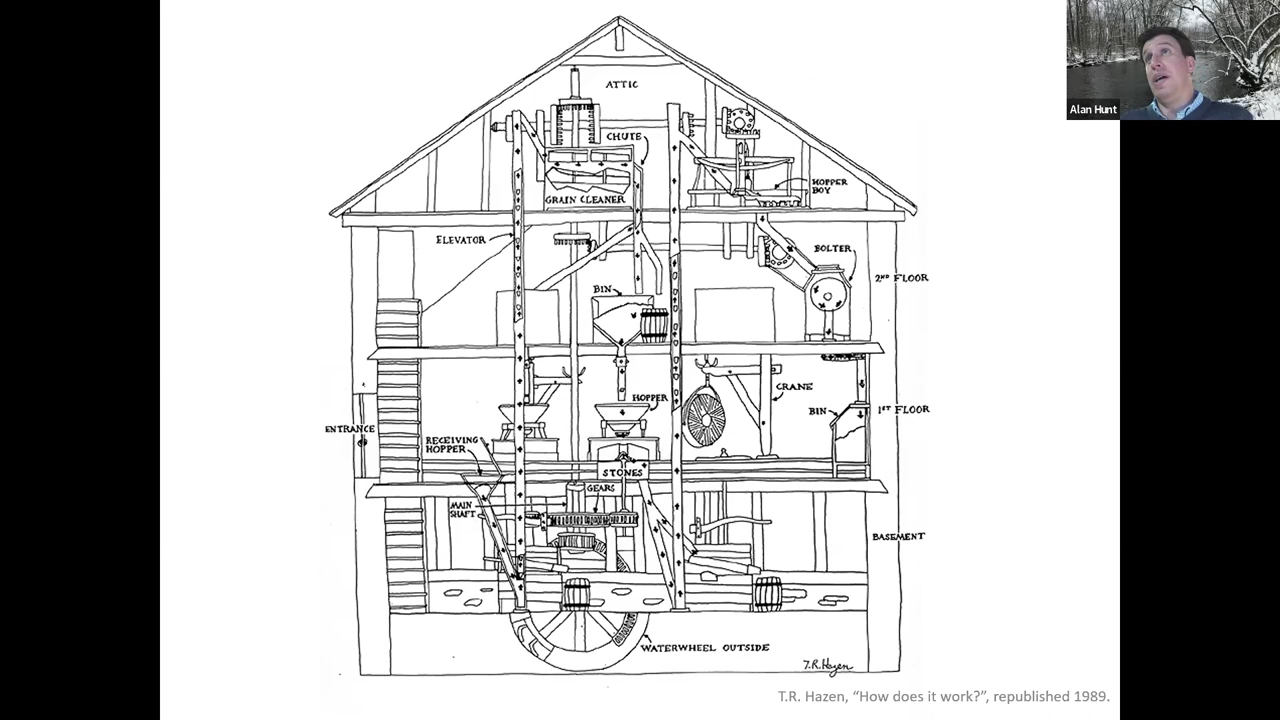 Alan Hunt
ATTIC
CHUTE
HOPPER
BOY
GRAIN CLEANER
ELEVATOR
BOLTER
2ND FLOOR
BIN
CRANE
HOPPER
BIN
1ST FLOOR
ENTRANCE
RECEIVING
HOPPER
STONES
GEARS
MAIN
SHAFT
BASEMENT
WATERWHEEL OUTSIDE
T.R.Hazen
T.R. Hazen, “How does it work?”, republished 1989.